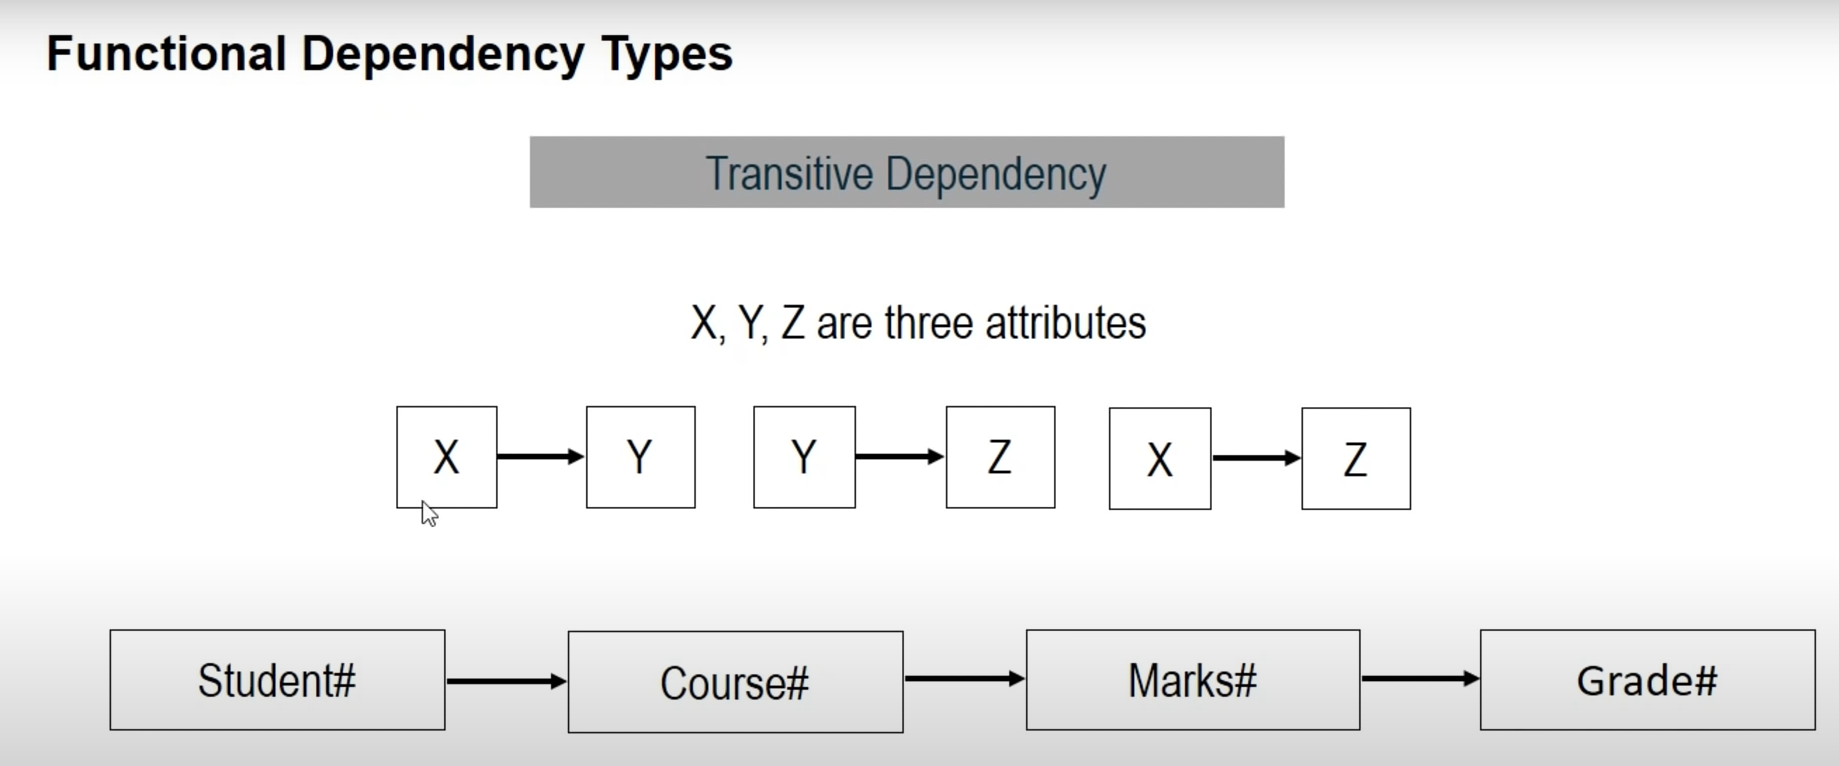 Functional Dependency Types
Transitive Dependency
X, Y, Z are three attributes
X Y Y Z X Z
Student# Course# Marks# Grade#